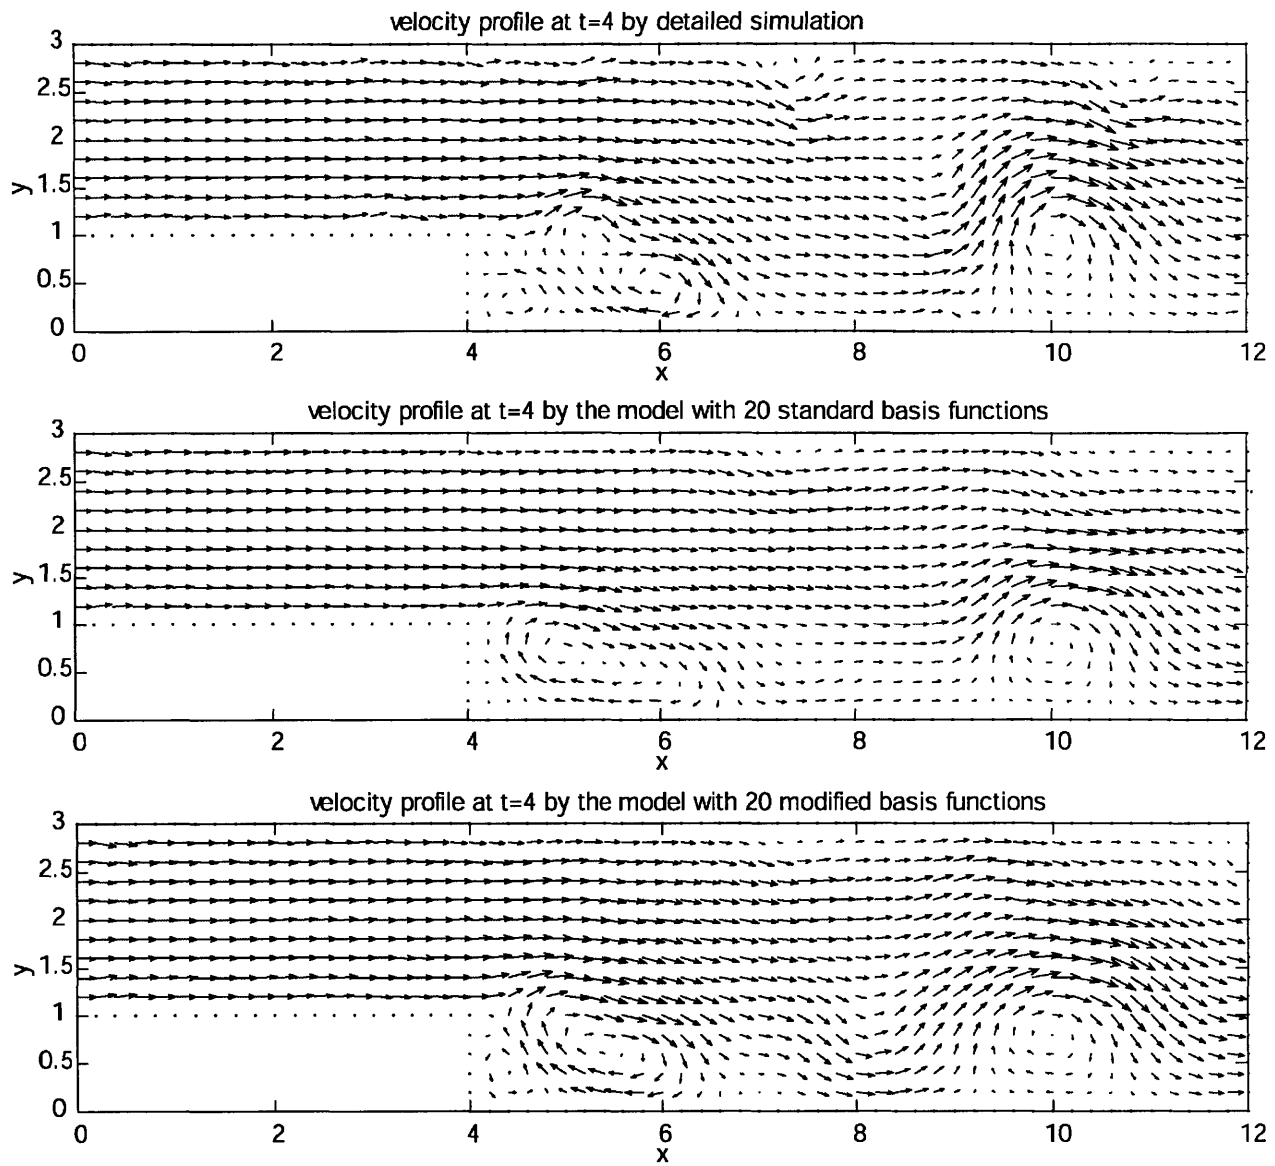 velocity profile at t=4 by detailed simulation
3
2.5
2
1.5
1
0.5
0
y
0 2 4 6 8 10 12
x
velocity profile at t=4 by the model with 20 standard basis functions
3
2.5
2
1.5
1
0.5
0
y
0 2 4 6 8 10 12
x
velocity profile at t=4 by the model with 20 modified basis functions
3
2.5
2
1.5
1
0.5
0
y
0 2 4 6 8 10 12
x